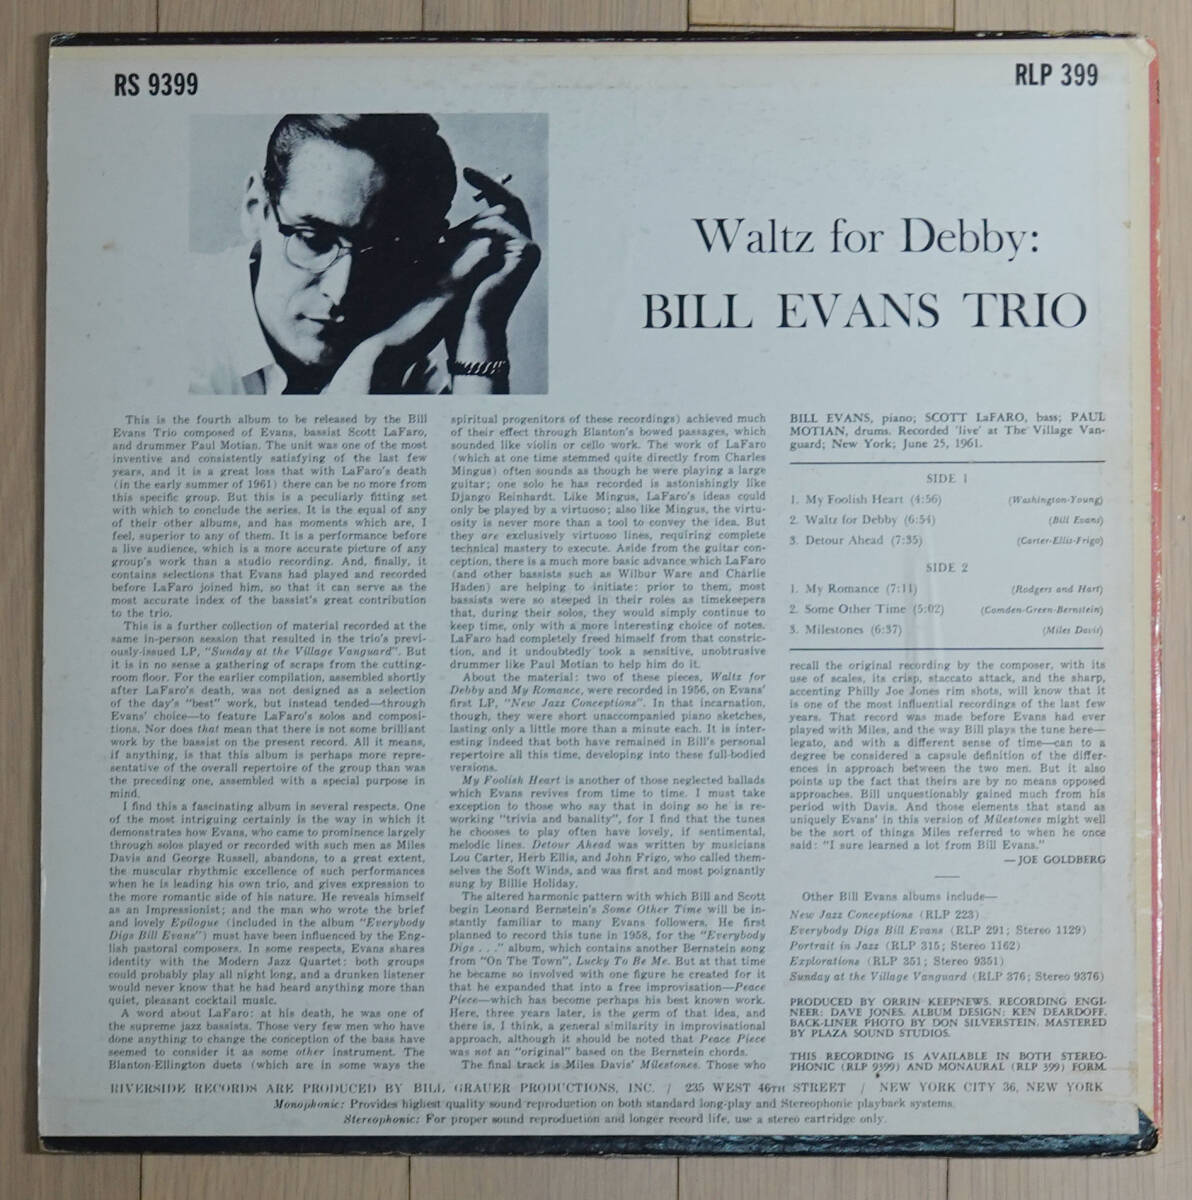 RS 9399
RLP 399
Waltz for Debby:
BILL EVANS TRIO
This is the fourth album to be released by the Bill
Evans Trio composed of Evans, bassist Scott LaFaro,
and drummer Paul Motian. The unit was one of the most
inventive and consistently satisfying of the last few
years, and it is a great loss that with LaFaro's death
(in the early summer of 1961) there can be no more from
this specific group. But this is a peculiarly fitting set
with which to conclude the series. It is the equal of any
of their other albums, and has moments which are, I
feel, superior to any of them. It is a performance before
a live audience, which is a more accurate picture of any
group's work than a studio recording. And, finally, it
contains selections that Evans had played and recorded
before LaFaro joined him, so that it can serve as the
most accurate index of the bassist's great contribution
to the trio.
This is a further collection of material recorded at the
same in-person session that resulted in the trio's previ-
ously-issued LP, "Sunday at the Village Vanguard". But
it is in no sense a gathering of scraps from the cutting-
room floor. For the earlier compilation, assembled shortly
after LaFaro's death, was not designed as a selection
of the day's "best" work, but instead tended—through
Evans' choice—to feature LaFaro's solos and composi-
tions. Nor does that mean that there is not some brilliant
work by the bassist on the present record. All it means,
if anything, is that this album is perhaps more repre-
sentative of the overall repertoire of the group than was
the preceding one, assembled with a special purpose in
mind.
I find this a fascinating album in several respects. One
of the most intriguing certainly is the way in which it
demonstrates how Evans, who came to prominence largely
through solos played or recorded with such men as Miles
Davis and George Russell, abandons, to a great extent,
the muscular rhythmic excellence of such performances
when he is leading his own trio, and gives expression to
the more romantic side of his nature. He reveals himself
as an Impressionist; and the man who wrote the brief
and lovely Epilogue (included in the album "Everybody
Digs Bill Evans") must have been influenced by the Eng-
lish pastoral composers. In some respects, Evans shares
identity with the Modern Jazz Quartet: both groups
could probably play all night long, and a drunken listener
would never know that he had heard anything more than
quiet, pleasant cocktail music.
A word about LaFaro: at his death, he was one of
the supreme jazz bassists. Those very few men who have
done anything to change the conception of the bass have
seemed to consider it as some other instrument. The
Blanton-Ellington duets (which are in some ways the
spiritual progenitors of these recordings) achieved much
of their effect through Blanton's bowed passages, which
sounded like violin or cello work. The work of LaFaro
(which at one time stemmed quite directly from Charles
Mingus) often sounds as though he were playing a large
guitar; one solo he has recorded is astonishingly like
Django Reinhardt. Like Mingus, LaFaro's ideas could
only be played by a virtuoso; also like Mingus, the virtu-
osity is never more than a tool to convey the idea. But
they are exclusively virtuoso lines, requiring complete
technical mastery to execute. Aside from the guitar con-
ception, there is a much more basic advance which LaFaro
(and other bassists such as Wilbur Ware and Charlie
Haden) are helping to initiate: prior to them, most
bassists were so steeped in their roles as timekeepers
that, during their solos, they would simply continue to
keep time, only with a more interesting choice of notes.
LaFaro had completely freed himself from that constric-
tion, and it undoubtedly took a sensitive, unobtrusive
drummer like Paul Motian to help him do it.
About the material: two of these pieces, Waltz for
Debby and My Romance, were recorded in 1956, on Evans'
first LP, "New Jazz Conceptions". In that incarnation,
though, they were short unaccompanied piano sketches,
lasting only a little more than a minute each. It is inter-
esting indeed that both have remained in Bill's personal
repertoire all this time, developing into these full-bodied
versions.
My Foolish Heart is another of those neglected ballads
which Evans revives from time to time. I must take
exception to those who say that in doing so he is re-
working "trivia and banality", for I find that the tunes
he chooses to play often have lovely, if sentimental,
melodic lines. Detour Ahead was written by musicians
Lou Carter, Herb Ellis, and John Frigo, who called them-
selves the Soft Winds, and was first and most poignantly
sung by Billie Holiday.
The altered harmonic pattern with which Bill and Scott
begin Leonard Bernstein's Some Other Time will be in-
stantly familiar to many Evans followers. He first
planned to record this tune in 1958, for the "Everybody
Digs . . ." album, which contains another Bernstein song
from "On The Town", Lucky To Be Me. But at that time
he became so involved with one figure he created for it
that he expanded that into a free improvisation—Peace
Piece—which has become perhaps his best known work.
Here, three years later, is the germ of that idea, and
there is, I think, a general similarity in improvisational
approach, although it should be noted that Peace Piece
was not an "original" based on the Bernstein chords.
The final track is Miles Davis' Milestones. Those who
BILL EVANS, piano; SCOTT LaFARO, bass; PAUL
MOTIAN, drums. Recorded 'live' at The Village Van-
guard; New York; June 25, 1961.
SIDE 1
1. My Foolish Heart (4:56) (Washington-Young)
2. Waltz for Debby (6:54) (Bill Evans)
3. Detour Ahead (7:35) (Carter-Ellis-Frigo)
SIDE 2
1. My Romance (7:11) (Rodgers and Hart)
2. Some Other Time (5:02) (Comden-Green-Bernstein)
3. Milestones (6:37) (Miles Davis)
recall the original recording by the composer, with its
use of scales, its crisp, staccato attack, and the sharp,
accenting Philly Joe Jones rim shots, will know that it
is one of the most influential recordings of the last few
years. That record was made before Evans had ever
played with Miles, and the way Bill plays the tune here—
legato, and with a different sense of time—can to a
degree be considered a capsule definition of the differ-
ences in approach between the two men. But it also
points up the fact that theirs are by no means opposed
approaches. Bill unquestionably gained much from his
period with Davis. And those elements that stand as
uniquely Evans' in this version of Milestones might well
be the sort of things Miles referred to when he once
said: "I sure learned a lot from Bill Evans."
—JOE GOLDBERG
Other Bill Evans albums include—
New Jazz Conceptions (RLP 223)
Everybody Digs Bill Evans (RLP 291; Stereo 1129)
Portrait in Jazz (RLP 315; Stereo 1162)
Explorations (RLP 351; Stereo 9351)
Sunday at the Village Vanguard (RLP 376; Stereo 9376)
PRODUCED BY ORRIN KEEPNEWS. RECORDING ENGI-
NEER: DAVE JONES. ALBUM DESIGN: KEN DEARDOFF.
BACK-LINER PHOTO BY DON SILVERSTEIN. MASTERED
BY PLAZA SOUND STUDIOS.
THIS RECORDING IS AVAILABLE IN BOTH STEREO-
PHONIC (RLP 9399) AND MONAURAL (RLP 399) FORM.
RIVERSIDE RECORDS ARE PRODUCED BY BILL GRAUER PRODUCTIONS, INC. / 235 WEST 46TH STREET / NEW YORK CITY 36, NEW YORK
Monophonic: Provides highest quality sound reproduction on both standard long-play and Stereophonic playback systems.
Stereophonic: For proper sound reproduction and longer record life, use a stereo cartridge only.